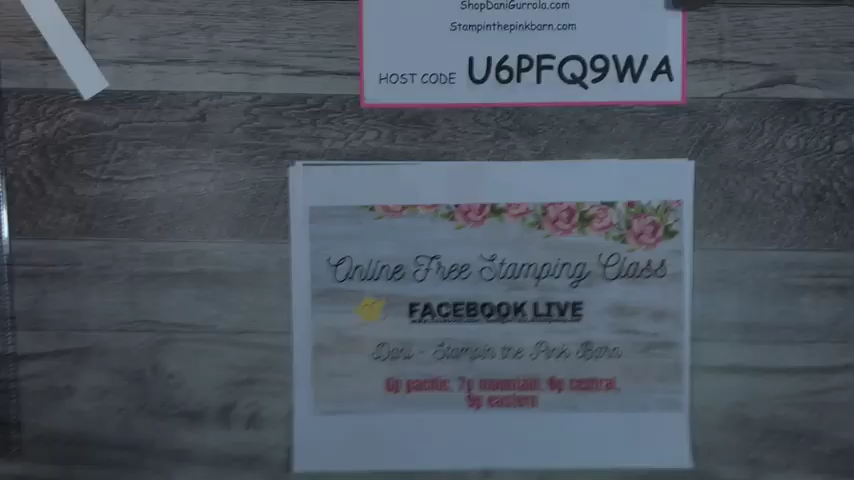 ShopDaniGurrola.com
Stampinthepinkbarn.com
HOST CODE U6PFQ9WA
Online Free Stamping Class
FACEBOOK LIVE
Dani - Stampin the Pink Barn
6p pacific, 7p mountain, 8p central,
9p eastern